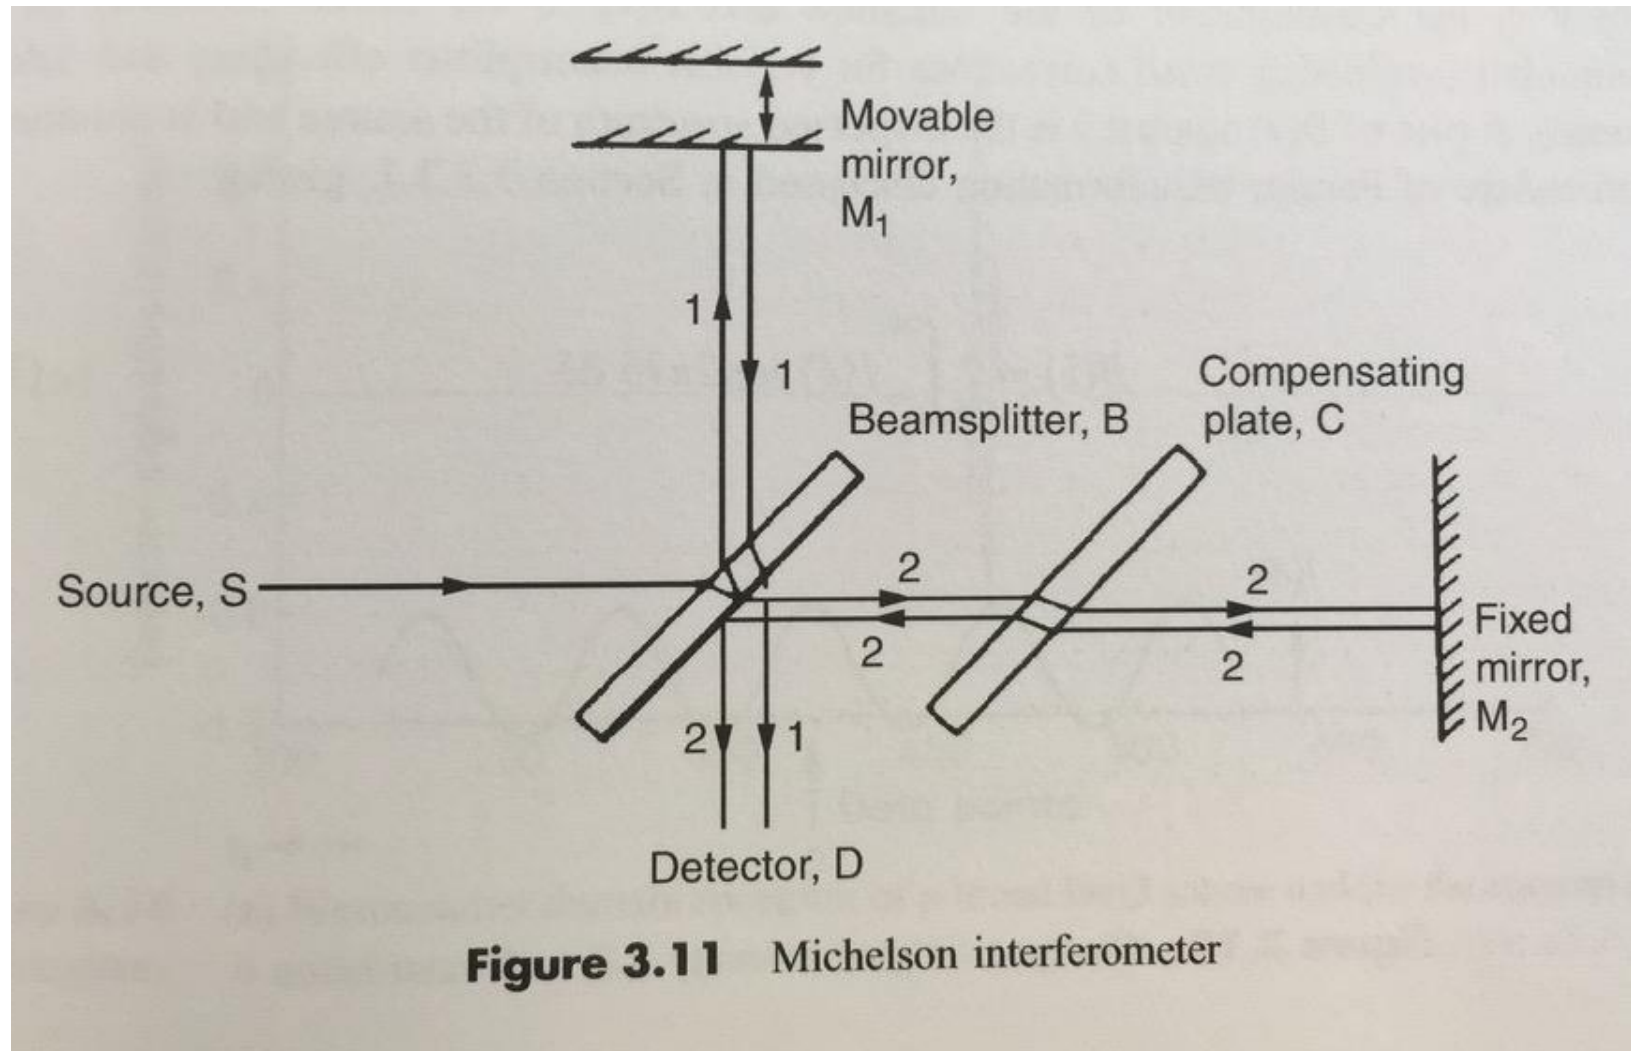 Movable
mirror,
M₁
1
1
Compensating
plate, C
Beamsplitter, B
Source, S
2
2
2
2
Fixed
mirror,
M₂
2
1
Detector, D
Figure 3.11 Michelson interferometer